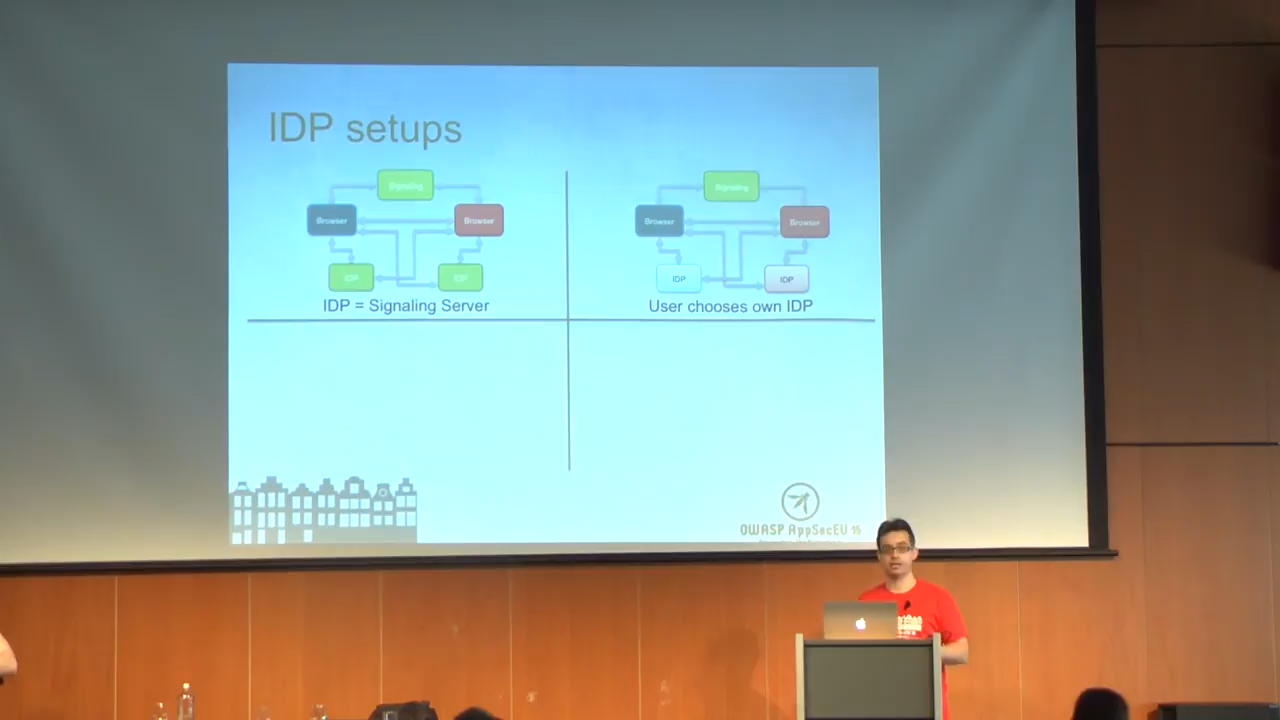 IDP setups
Signaling
Browser
Browser
IDP
IDP
IDP = Signaling Server
Signaling
Browser
Browser
IDP
IDP
User chooses own IDP
OWASP AppSecEU 15